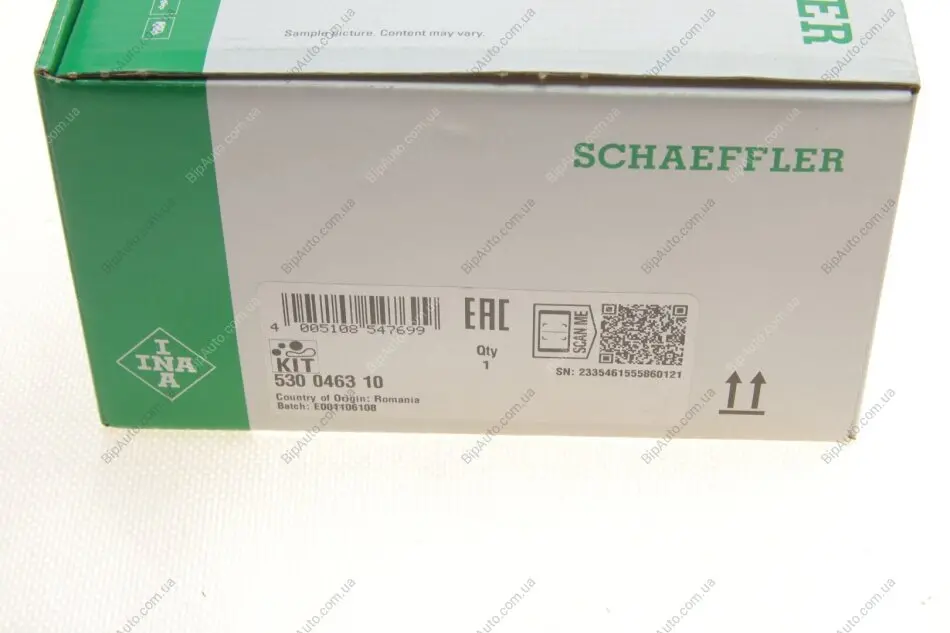 Sample picture. Content may vary.
ER
SCHAEFFLER
4 005108 547699
EAC
SCAN ME
Qty
1
KIT
530 0463 10
SN: 2335461555860121
Country of Origin: Romania
Batch: E001106108
I
INA
A
BipAuto.com.ua